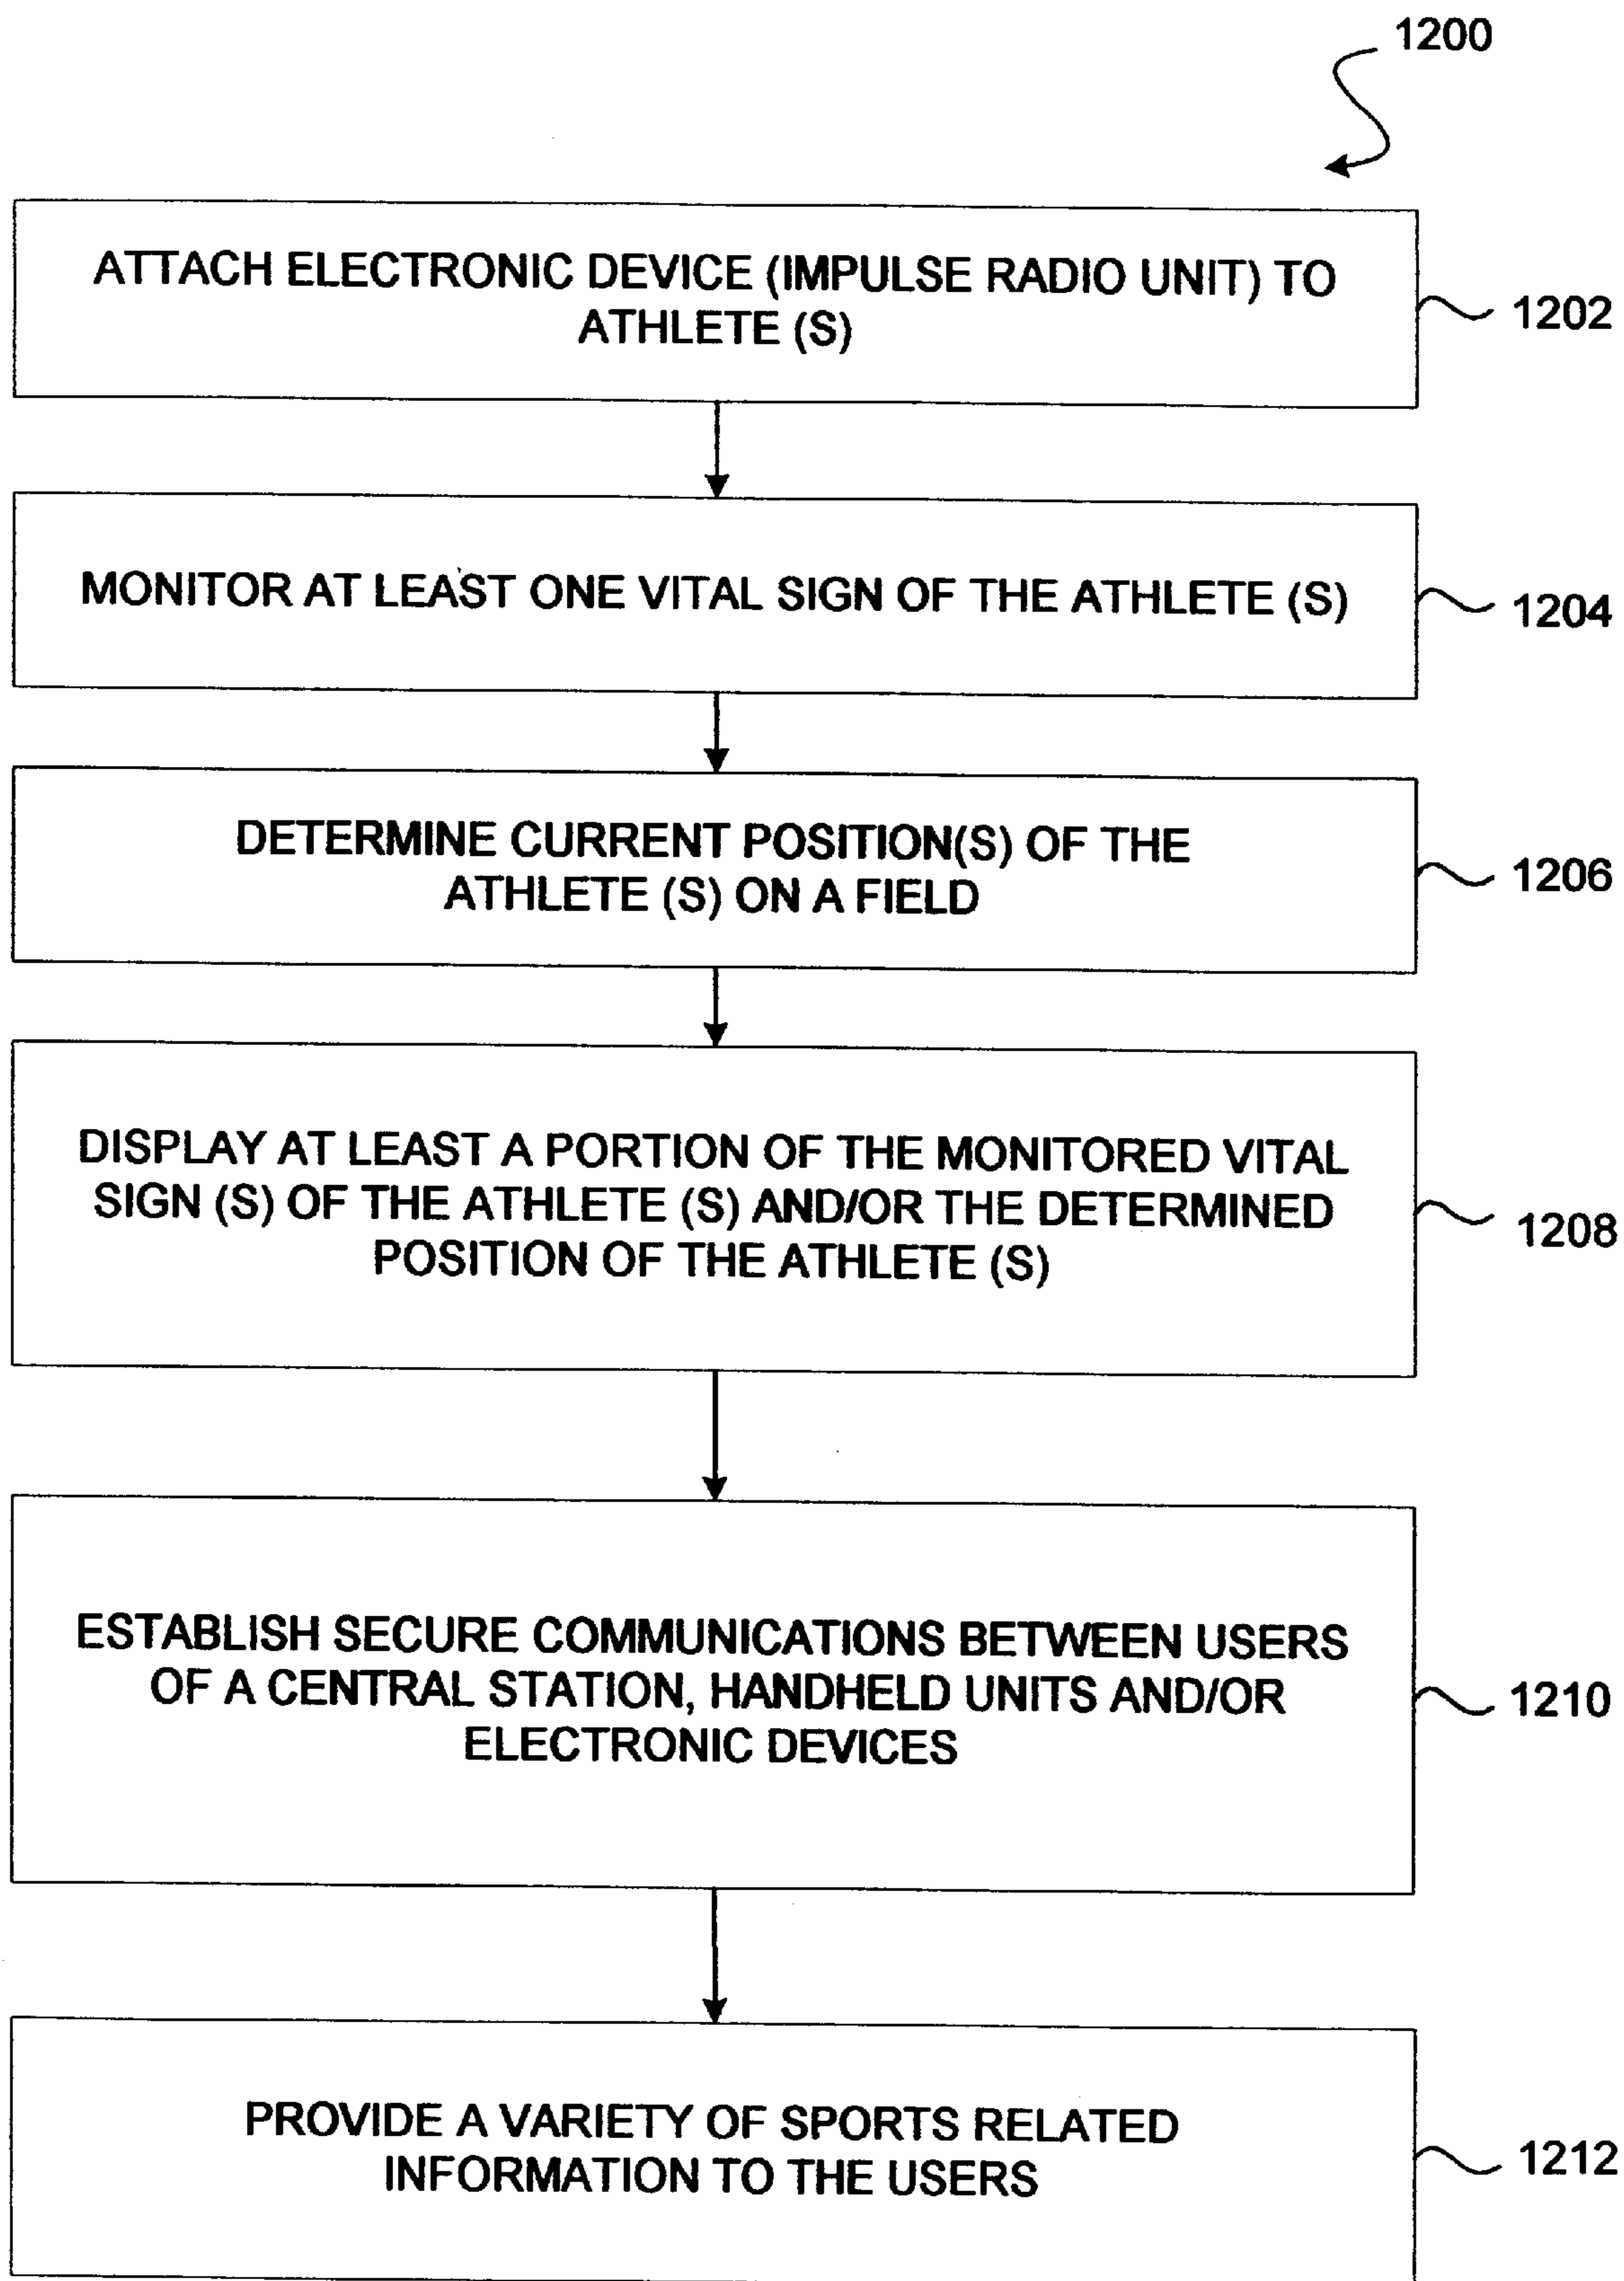 1200
ATTACH ELECTRONIC DEVICE (IMPULSE RADIO UNIT) TO
ATHLETE (S)
1202
MONITOR AT LEAST ONE VITAL SIGN OF THE ATHLETE (S)
1204
DETERMINE CURRENT POSITION(S) OF THE
ATHLETE (S) ON A FIELD
1206
DISPLAY AT LEAST A PORTION OF THE MONITORED VITAL
SIGN (S) OF THE ATHLETE (S) AND/OR THE DETERMINED
POSITION OF THE ATHLETE (S)
1208
ESTABLISH SECURE COMMUNICATIONS BETWEEN USERS
OF A CENTRAL STATION, HANDHELD UNITS AND/OR
ELECTRONIC DEVICES
1210
PROVIDE A VARIETY OF SPORTS RELATED
INFORMATION TO THE USERS
1212